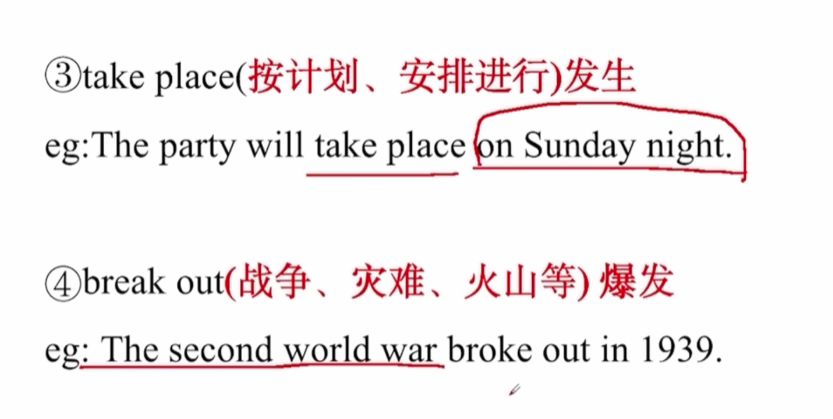 ③take place(按计划、安排进行)发生
eg:The party will take place on Sunday night.
④break out(战争、灾难、火山等) 爆发
eg: The second world war broke out in 1939.